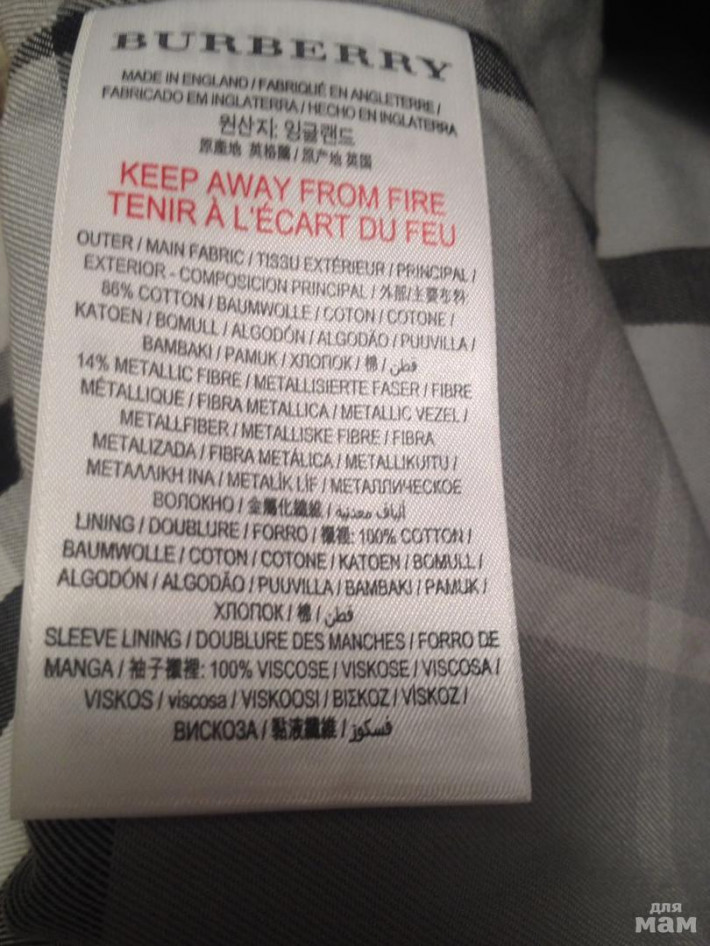 BURBERRY
MADE IN ENGLAND / FABRIQUÉ EN ANGLETERRE /
FABRICADO EM INGLATERRA / HECHO EN INGLATERRA
원산지: 잉글랜드
原產地 英格蘭 / 原产地 英国
KEEP AWAY FROM FIRE
TENIR À L'ÉCART DU FEU
OUTER / MAIN FABRIC / TISSU EXTÉRIEUR / PRINCIPAL /
EXTERIOR - COMPOSICION PRINCIPAL / 外部/主要布料:
86% COTTON / BAUMWOLLE / COTON / COTONE /
KATOEN / BOMULL / ALGODÓN / ALGODÃO / PUUVILLA /
BAMBAKI / PAMUK / ХЛОПОК / 棉 / قطن
14% METALLIC FIBRE / METALLISIERTE FASER / FIBRE
MÉTALLIQUE / FIBRA METALLICA / METALLIC VEZEL /
METALLFIBER / METALLISKE FIBRE / FIBRA
METALIZADA / FIBRA METÁLICA / METALLIKUITU /
ΜΕΤΑΛΛΙΚΗ ΙΝΑ / METALİK LİF / МЕТАЛЛИЧЕСКОЕ
ВОЛОКНО / 金屬化纖維 / ألياف معدنية
LINING / DOUBLURE / FORRO / 襯裡: 100% COTTON /
BAUMWOLLE / COTON / COTONE / KATOEN / BOMULL /
ALGODÓN / ALGODÃO / PUUVILLA / BAMBAKI / PAMUK /
ХЛОПОК / 棉 / قطن
SLEEVE LINING / DOUBLURE DES MANCHES / FORRO DE
MANGA / 袖子襯裡: 100% VISCOSE / VISKOSE / VISCOSA /
VISKOS / viscosa / VISKOOSI / ΒΙΣΚΟΖ / VİSKOZ /
ВИСКОЗА / 黏液纖維 / فسكوز
для
мам